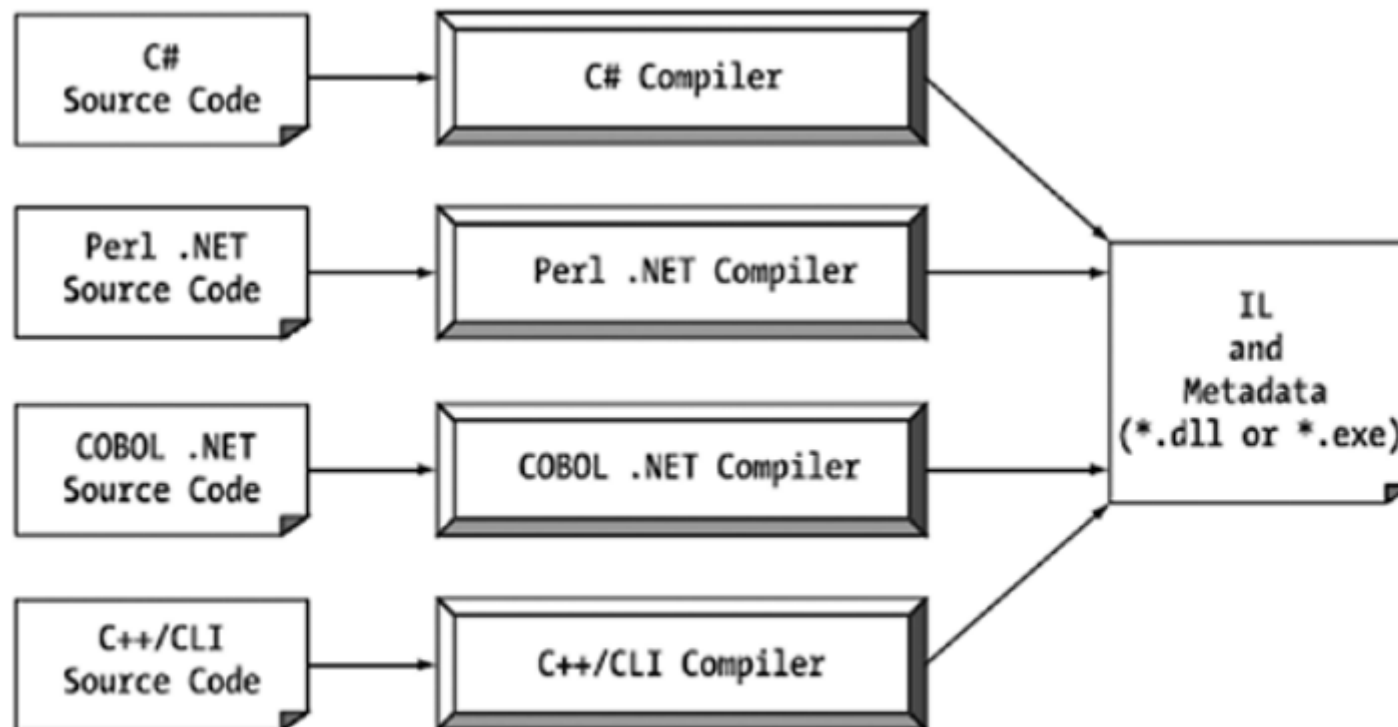 C#
Source Code
C# Compiler
Perl .NET
Source Code
Perl .NET Compiler
IL
and
Metadata
(*.dll or *.exe)
COBOL .NET
Source Code
COBOL .NET Compiler
C++/CLI
Source Code
C++/CLI Compiler